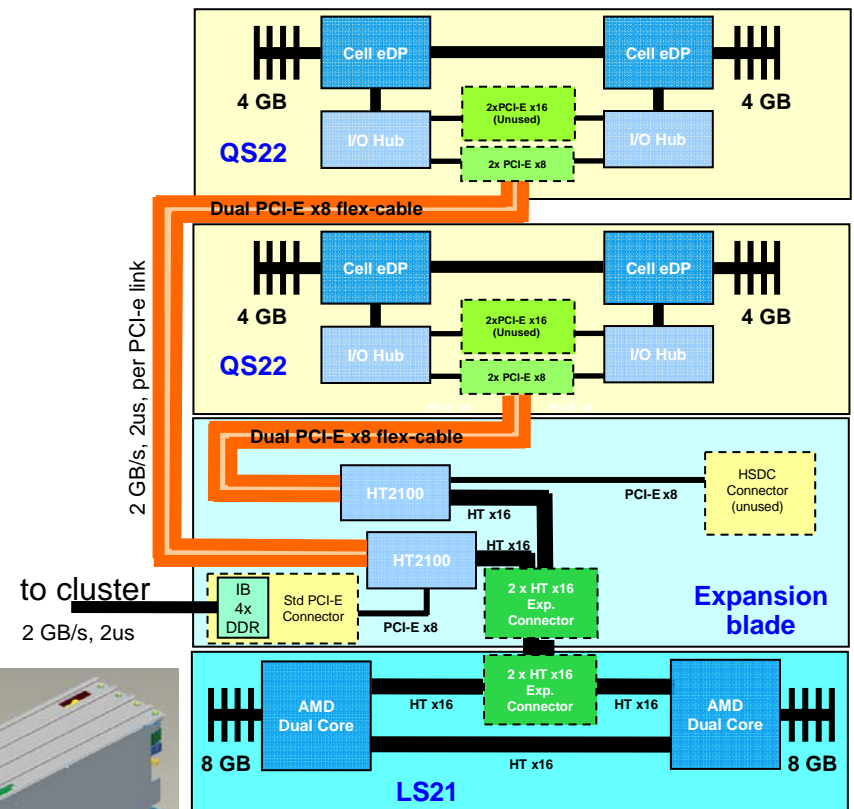 Cell eDP
Cell eDP
4 GB
4 GB
2xPCI-E x16
(Unused)
I/O Hub
I/O Hub
QS22
2x PCI-E x8
Dual PCI-E x8 flex-cable
Cell eDP
Cell eDP
4 GB
4 GB
2xPCI-E x16
(Unused)
I/O Hub
I/O Hub
QS22
2x PCI-E x8
2 GB/s, 2us, per PCI-e link
Dual PCI-E x8 flex-cable
HT2100
HT x16
PCI-E x8
HSDC
Connector
(unused)
HT2100
HT x16
to cluster
2 GB/s, 2us
IB
4x
DDR
Std PCI-E
Connector
PCI-E x8
2 x HT x16
Exp.
Connector
Expansion
blade
AMD
Dual Core
8 GB
HT x16
2 x HT x16
Exp.
Connector
HT x16
AMD
Dual Core
8 GB
HT x16
LS21